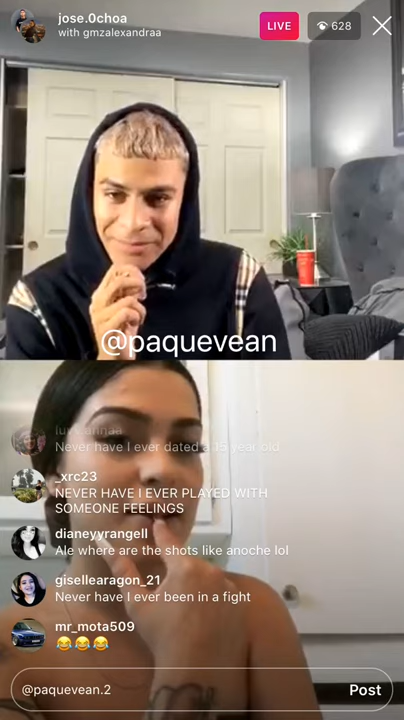 jose.0choa
with gmzalexandraa
LIVE
628
@paquevean
Never have I ever dated a 15 year old
_xrc23
NEVER HAVE I EVER PLAYED WITH
SOMEONE FEELINGS
dianeyyrangell
Ale where are the shots like anoche lol
gisellearagon_21
Never have I ever been in a fight
mr_mota509
😂😂😂
@paquevean.2
Post